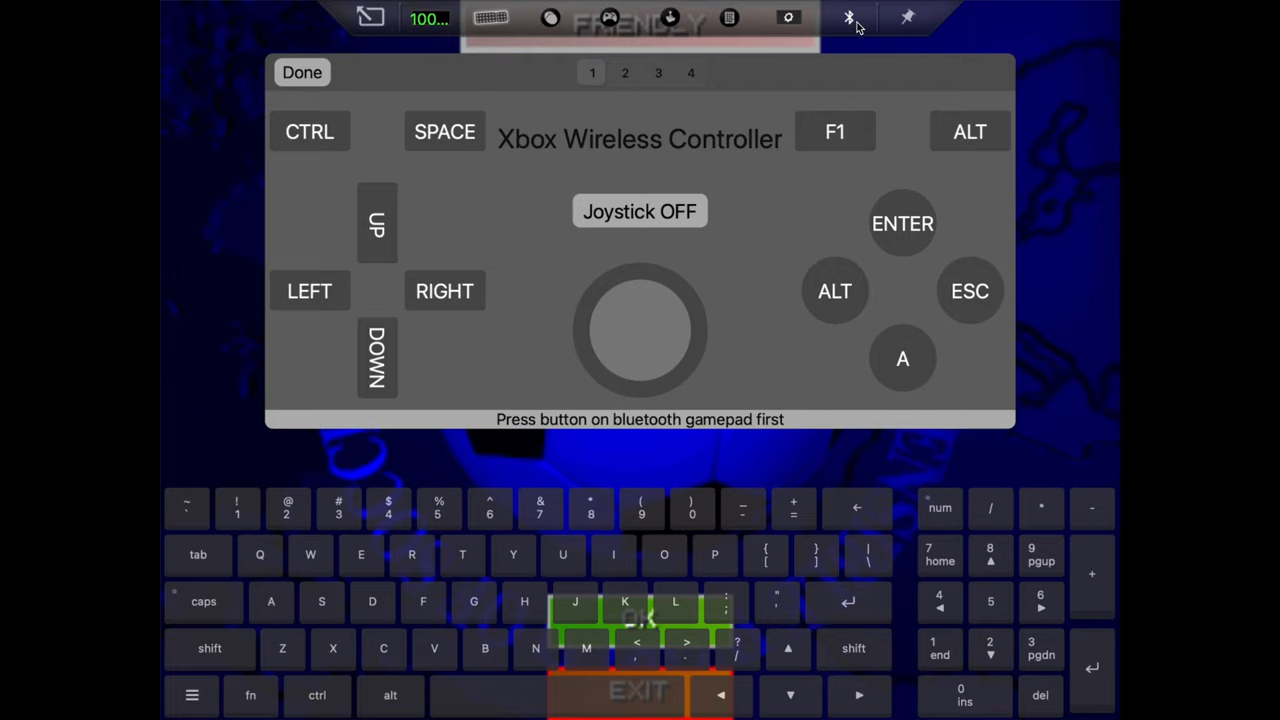 100...
FRIENDLY
Done
1 2 3 4
CTRL SPACE Xbox Wireless Controller F1 ALT
UP
Joystick OFF
ENTER
LEFT RIGHT
ALT ESC
DOWN
A
Press button on bluetooth gamepad first
~ ! @ # $ % ^ & * ( ) _ +
` 1 2 3 4 5 6 7 8 9 0 - = ← num / * -
tab Q W E R T Y U I O P { [ } ] | \ 7 home 8 ▲ 9 pgup +
caps A S D F G H J K L : ; " ' ↵ 4 ◀ 5 6 ▶
OK
shift Z X C V B N M < , > . ? / ▲ shift 1 end 2 ▼ 3 pgdn ↵
☰ fn ctrl alt ◀ ▼ ▶ 0 ins del
EXIT